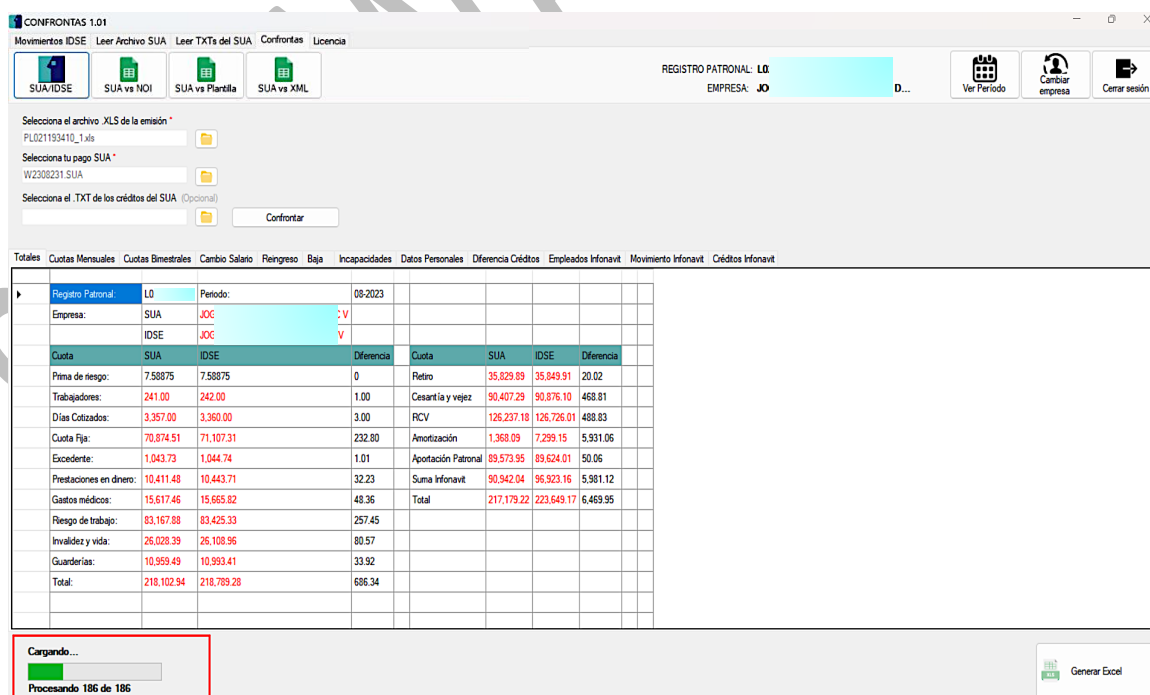 CONFRONTAS 1.01
Movimientos IDSE Leer Archivo SUA Leer TXTs del SUA Confrontas Licencia
SUA/IDSE SUA vs NOI SUA vs Plantilla SUA vs XML
REGISTRO PATRONAL: L0
EMPRESA: JO D...
Ver Periodo Cambiar empresa Cerrar sesión
Selecciona el archivo .XLS de la emisión *
PL021193410_1.xls
Selecciona tu pago SUA *
W2308231.SUA
Selecciona el .TXT de los créditos del SUA (Opcional)
Confrontar
Totales Cuotas Mensuales Cuotas Bimestrales Cambio Salario Reingreso Baja Incapacidades Datos Personales Diferencia Créditos Empleados Infonavit Movimiento Infonavit Créditos Infonavit
Registro Patronal: L0 Periodo: 08-2023
Empresa: SUA JOG C V
IDSE JOG V
Cuota SUA IDSE Diferencia Cuota SUA IDSE Diferencia
Prima de riesgo: 7.58875 7.58875 0 Retiro 35,829.89 35,849.91 20.02
Trabajadores: 241.00 242.00 1.00 Cesantía y vejez 90,407.29 90,876.10 468.81
Días Cotizados: 3,357.00 3,360.00 3.00 RCV 126,237.18 126,726.01 488.83
Cuota Fija: 70,874.51 71,107.31 232.80 Amortización 1,368.09 7,299.15 5,931.06
Excedente: 1,043.73 1,044.74 1.01 Aportación Patronal 89,573.95 89,624.01 50.06
Prestaciones en dinero: 10,411.48 10,443.71 32.23 Suma Infonavit 90,942.04 96,923.16 5,981.12
Gastos médicos: 15,617.46 15,665.82 48.36 Total 217,179.22 223,649.17 6,469.95
Riesgo de trabajo: 83,167.88 83,425.33 257.45
Invalidez y vida: 26,028.39 26,108.96 80.57
Guarderías: 10,959.49 10,993.41 33.92
Total: 218,102.94 218,789.28 686.34
Cargando...
Procesando 186 de 186
Generar Excel